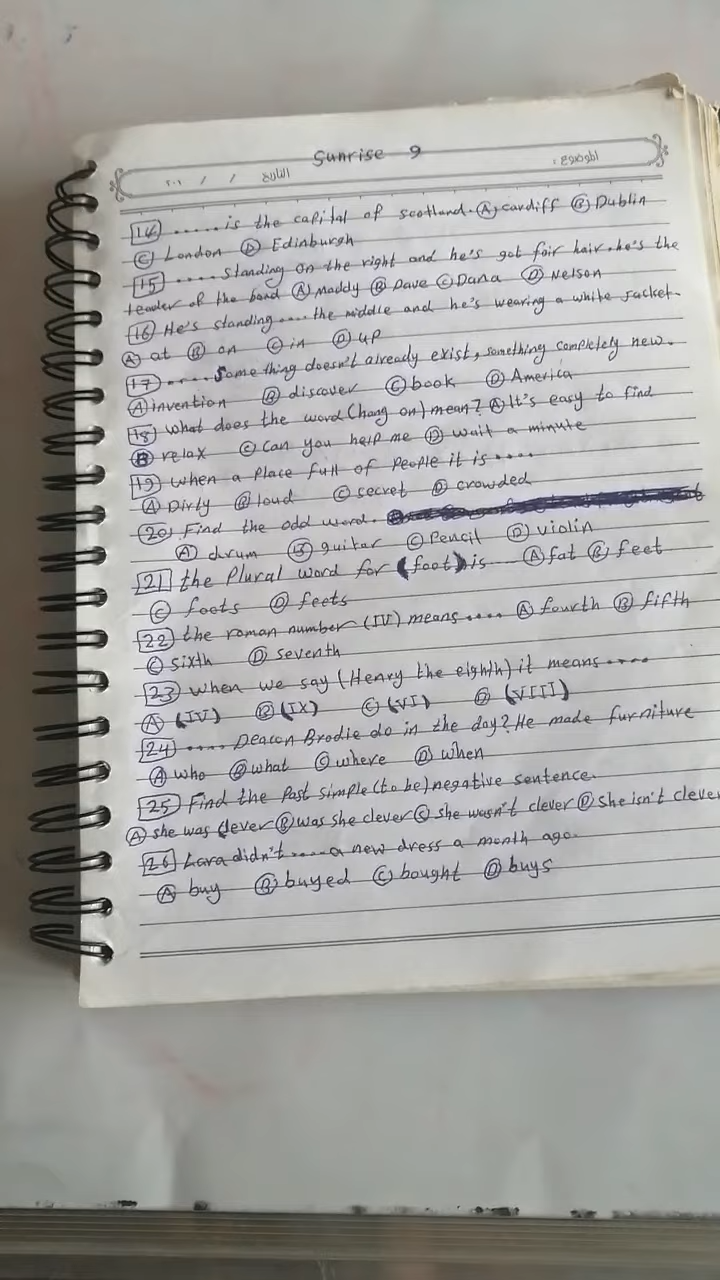 Sunrise 9
التاريخ / / ٢٠١ الموضوع :
14 ..... is the capital of scotland. Ⓐ cardiff Ⓑ Dublin
Ⓒ London Ⓓ Edinburgh
15 ..... standing on the right and he's got fair hair. he's the
leader of the band Ⓐ Maddy Ⓑ Dave Ⓒ Dana Ⓓ Nelson
16) He's standing ..... the middle and he's wearing a white Jacket.
Ⓐ at Ⓑ on Ⓒ in Ⓓ up
17 ..... Something doesn't already exist, something completely new.
Ⓐ invention Ⓑ discover Ⓒ book Ⓓ America
18) what does the word (hang on) mean? Ⓐ It's easy to find
Ⓑ relax Ⓒ can you help me Ⓓ wait a minute
19) when a Place full of People it is ....
Ⓐ Dirty Ⓑ loud Ⓒ secret Ⓓ crowded
20) Find the odd word.
Ⓐ drum Ⓑ guitar Ⓒ Pencil Ⓓ violin
21 the Plural word for (foot) is .... Ⓐ fat Ⓑ feet
Ⓒ foots Ⓓ feets
22 the roman number (IV) means .... Ⓐ fourth Ⓑ fifth
Ⓒ sixth Ⓓ seventh
23 when we say (Henry the eighth) it means ....
Ⓐ (IV) Ⓑ (IX) Ⓒ (VI) Ⓓ (VIII)
24 ..... Deacon Brodie do in the day? He made furniture
Ⓐ who Ⓑ what Ⓒ where Ⓓ when
25 Find the Past simple (to be) negative sentence.
Ⓐ she was clever Ⓑ was she clever Ⓒ she wasn't clever Ⓓ She isn't clever
26 Lara didn't ..... a new dress a month ago.
Ⓐ buy Ⓑ buyed Ⓒ bought Ⓓ buys